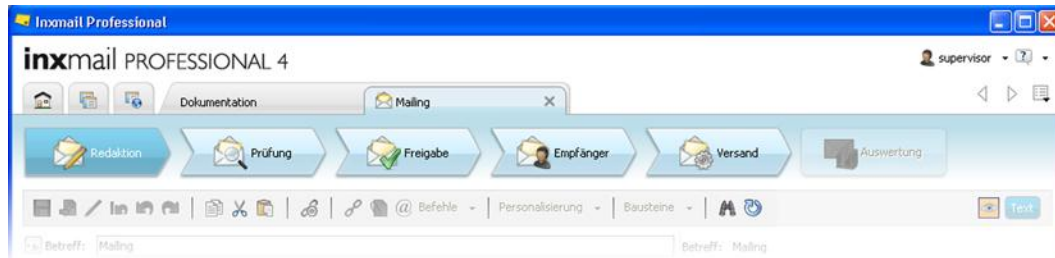 Inxmail Professional
inxmail PROFESSIONAL 4
supervisor
Dokumentation
Mailing
Redaktion
Prüfung
Freigabe
Empfänger
Versand
Auswertung
@ Befehle
Personalisierung
Bausteine
Text
Betreff: Mailing
Betreff: Mailing